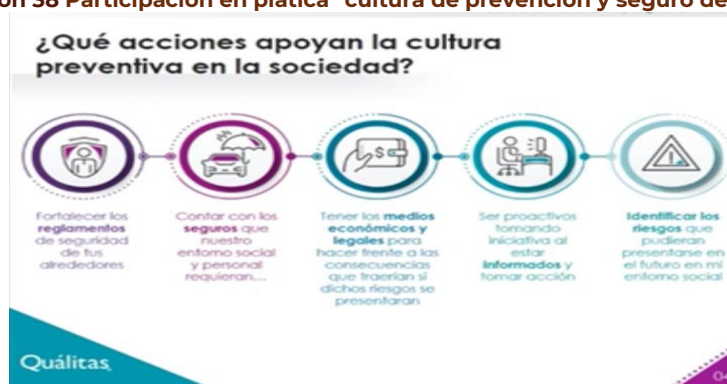 38 Participación en plática "cultura de prevención y seguro de
¿Qué acciones apoyan la cultura
preventiva en la sociedad?
Fortalecer los
reglamentos
de seguridad
de tus
alrededores
Contar con los
seguros que
nuestro
entorno social
y personal
requieran...
Tener los medios
económicos y
legales para
hacer frente a las
consecuencias
que traerían si
dichos riesgos se
presentaran
Ser proactivos
tomando
iniciativa al
estar
informados y
tomar acción
Identificar los
riesgos que
pudieran
presentarse en
el futuro en mi
entorno social
Quálitas